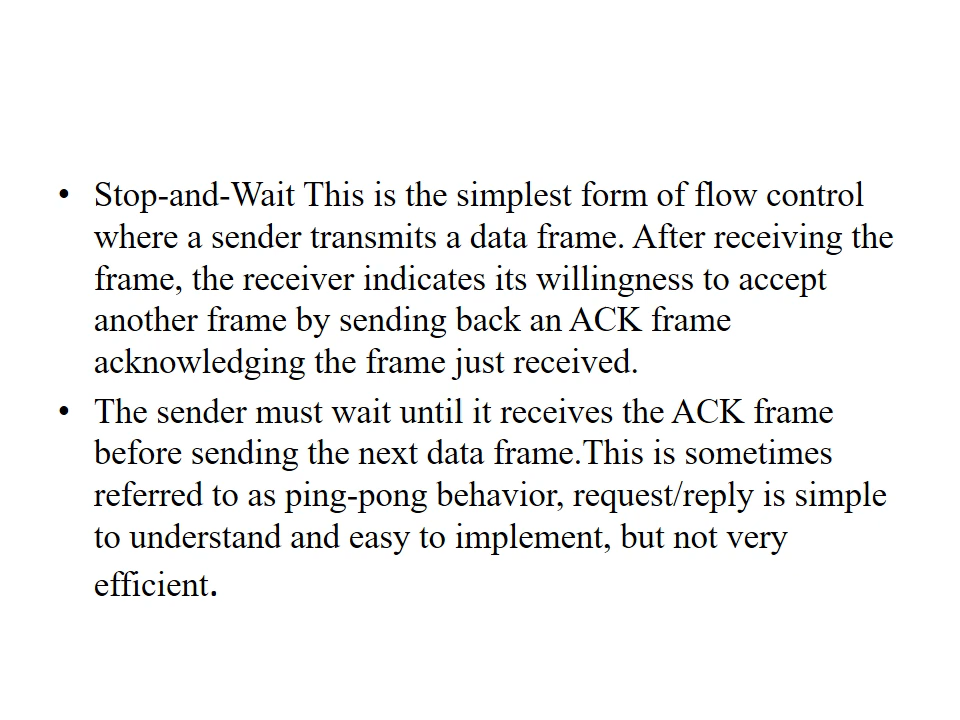 • Stop-and-Wait This is the simplest form of flow control
where a sender transmits a data frame. After receiving the
frame, the receiver indicates its willingness to accept
another frame by sending back an ACK frame
acknowledging the frame just received.
• The sender must wait until it receives the ACK frame
before sending the next data frame.This is sometimes
referred to as ping-pong behavior, request/reply is simple
to understand and easy to implement, but not very
efficient.